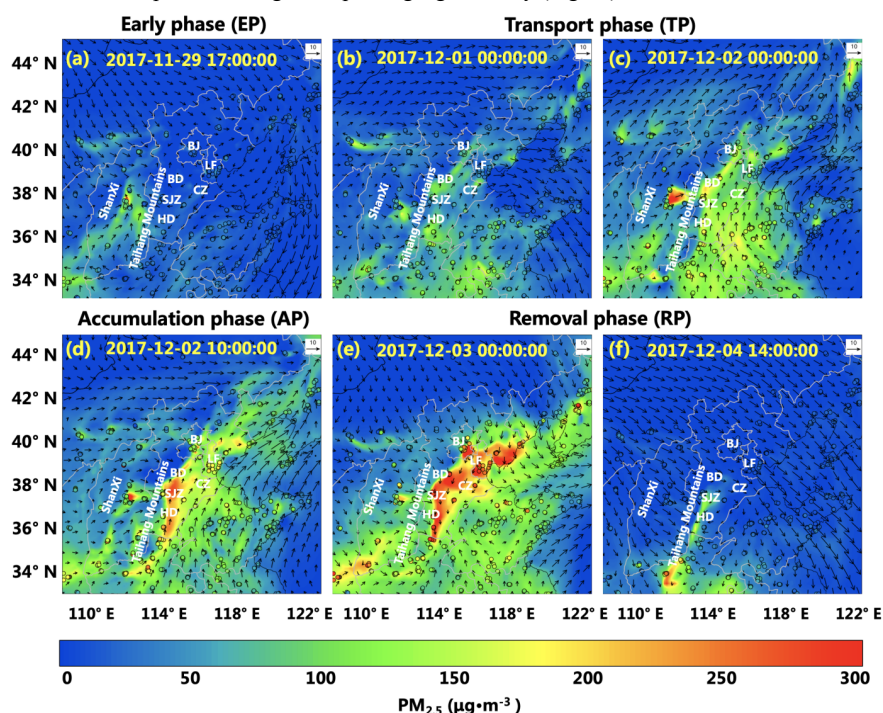 Early phase (EP)
Transport phase (TP)
(a) 2017-11-29 17:00:00
10
(b) 2017-12-01 00:00:00
10
(c) 2017-12-02 00:00:00
10
44° N
42° N
40° N
38° N
36° N
34° N
BJ
LF
BD
CZ
SJZ
HD
ShanXi
Taihang Mountains
BJ
LF
BD
CZ
SJZ
HD
ShanXi
Taihang Mountains
BJ
LF
BD
CZ
SJZ
HD
ShanXi
Taihang Mountains
Accumulation phase (AP)
Removal phase (RP)
(d) 2017-12-02 10:00:00
10
(e) 2017-12-03 00:00:00
10
(f) 2017-12-04 14:00:00
10
44° N
42° N
40° N
38° N
36° N
34° N
BJ
LF
BD
CZ
SJZ
HD
ShanXi
Taihang Mountains
BJ
LF
BD
CZ
SJZ
HD
ShanXi
Taihang Mountains
BJ
LF
BD
CZ
SJZ
HD
ShanXi
Taihang Mountains
110° E 114° E 118° E 122° E 110° E 114° E 118° E 122° E 110° E 114° E 118° E 122° E
0 50 100 150 200 250 300
PM2.5 (μg•m-3 )